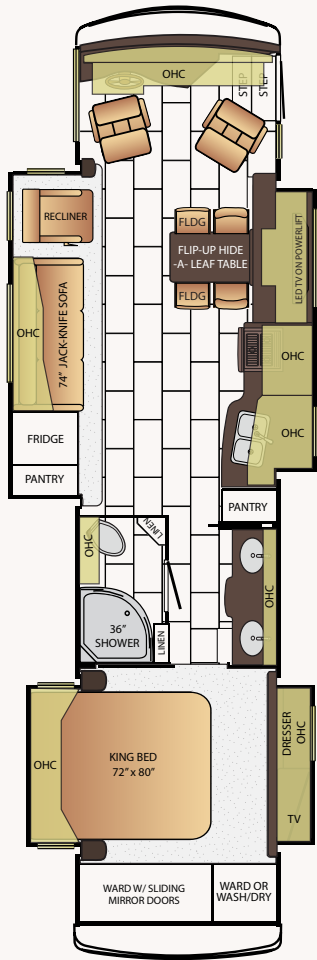 OHC
STEP
STEP
RECLINER
FLDG
FLIP-UP HIDE
-A- LEAF TABLE
FLDG
LED TV ON POWERLIFT
74” JACK-KNIFE SOFA
OHC
OHC
OHC
FRIDGE
PANTRY
PANTRY
LINEN
OHC
OHC
36”
SHOWER
LINEN
KING BED
72” x 80”
OHC
DRESSER
OHC
TV
WARD W/ SLIDING
MIRROR DOORS
WARD OR
WASH/DRY